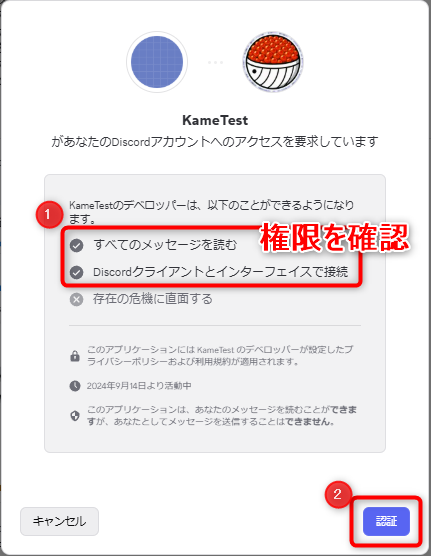 KameTest
があなたのDiscordアカウントへのアクセスを要求しています
1
KameTestのデベロッパーは、以下のことができるようになり
ます。
すべてのメッセージを読む
権限を確認
Discordクライアントとインターフェイスで接続
存在の危機に直面する
このアプリケーションには KameTest のデベロッパーが設定したプ
ライバシーポリシーおよび利用規約が適用されます。
2024年9月14日より活動中
このアプリケーションは、あなたのメッセージを読むことができま
すが、あなたとしてメッセージを送信することはできません。
2
キャンセル
認証